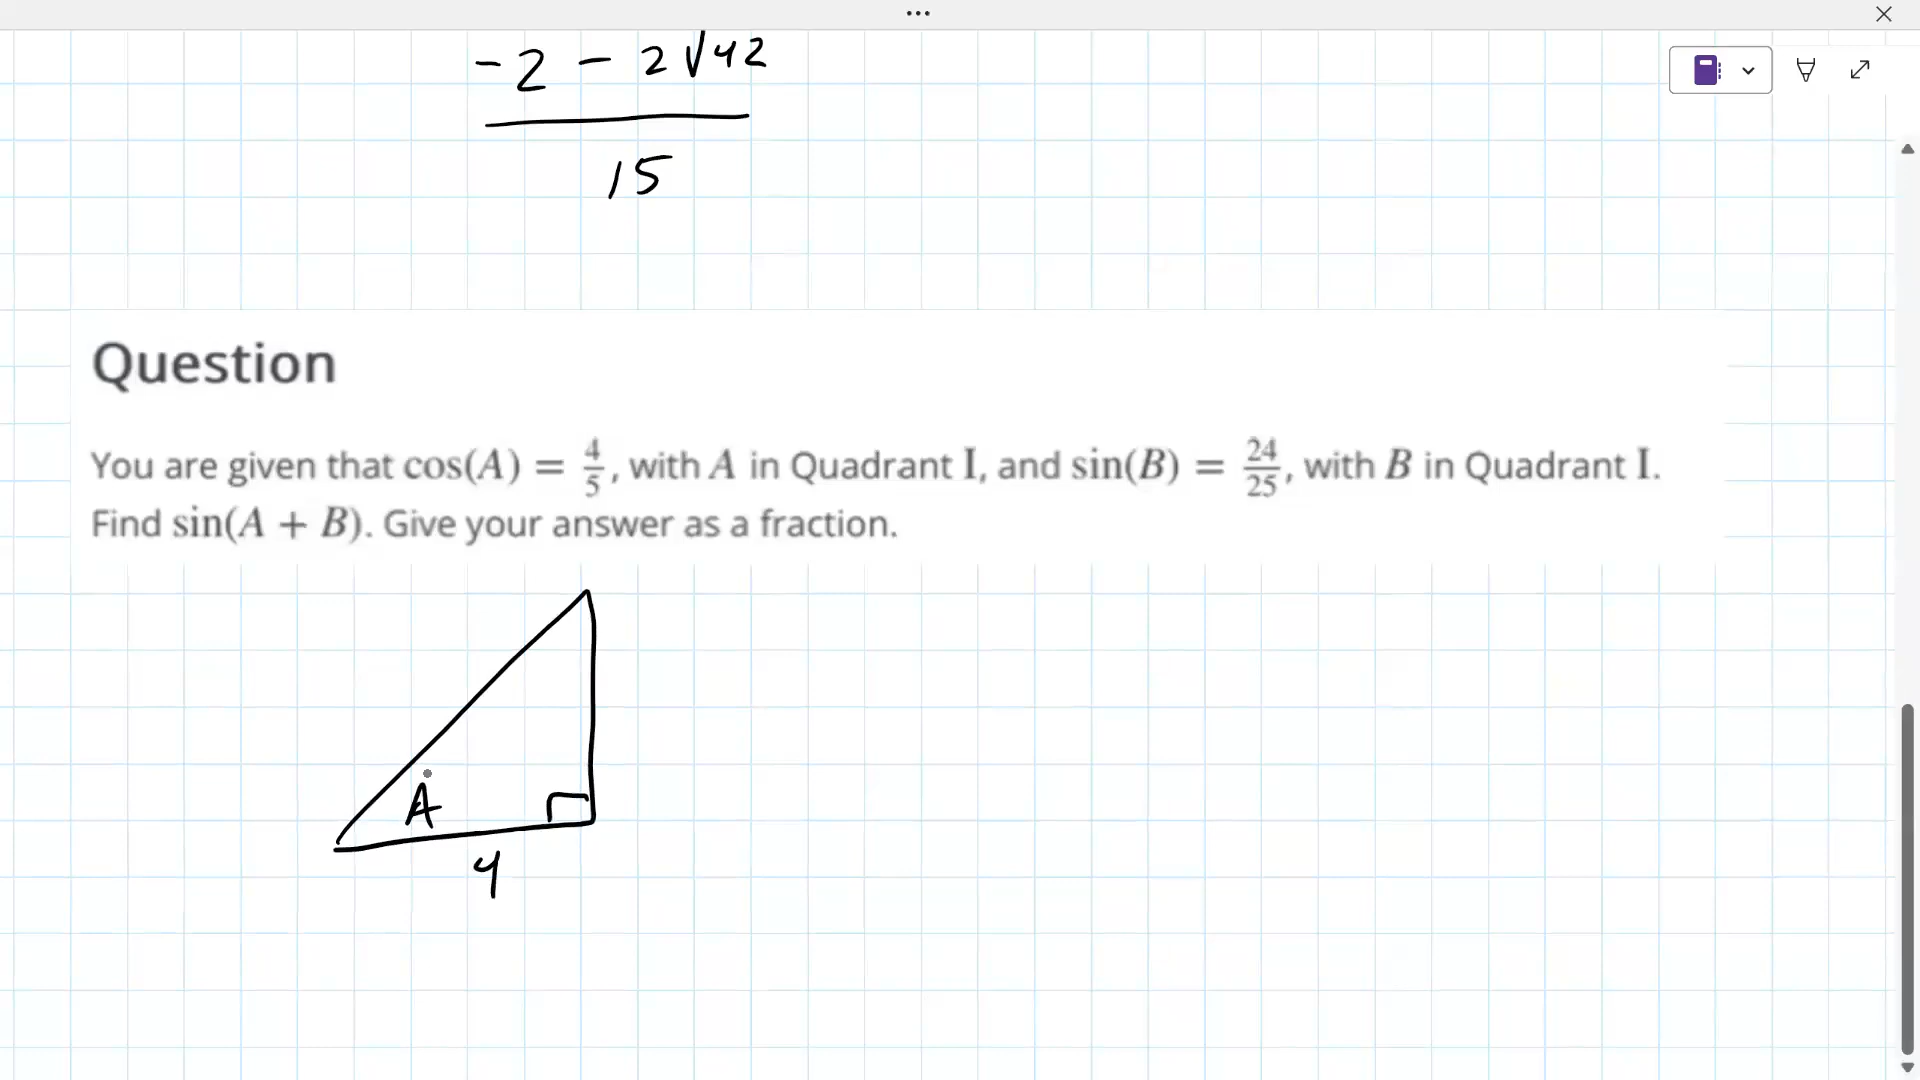 -2 - 2√42
15
Question
You are given that cos(A) = 4/5, with A in Quadrant I, and sin(B) = 24/25, with B in Quadrant I.
Find sin(A + B). Give your answer as a fraction.
A
4